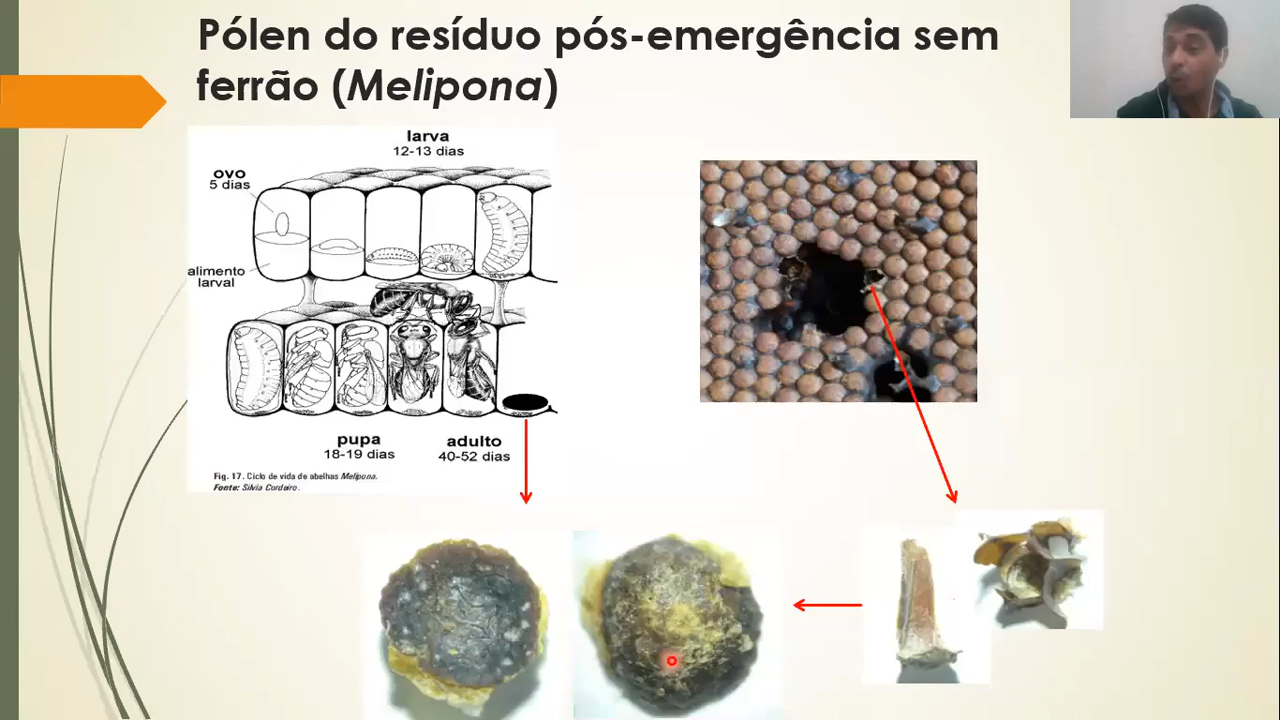 Pólen do resíduo pós-emergência sem
ferrão (Melipona)
larva
12-13 dias
ovo
5 dias
alimento
larval
pupa
18-19 dias
adulto
40-52 dias
Fig. 17. Ciclo de vida de abelhas Melipona.
Fonte: Silvia Cordeiro.